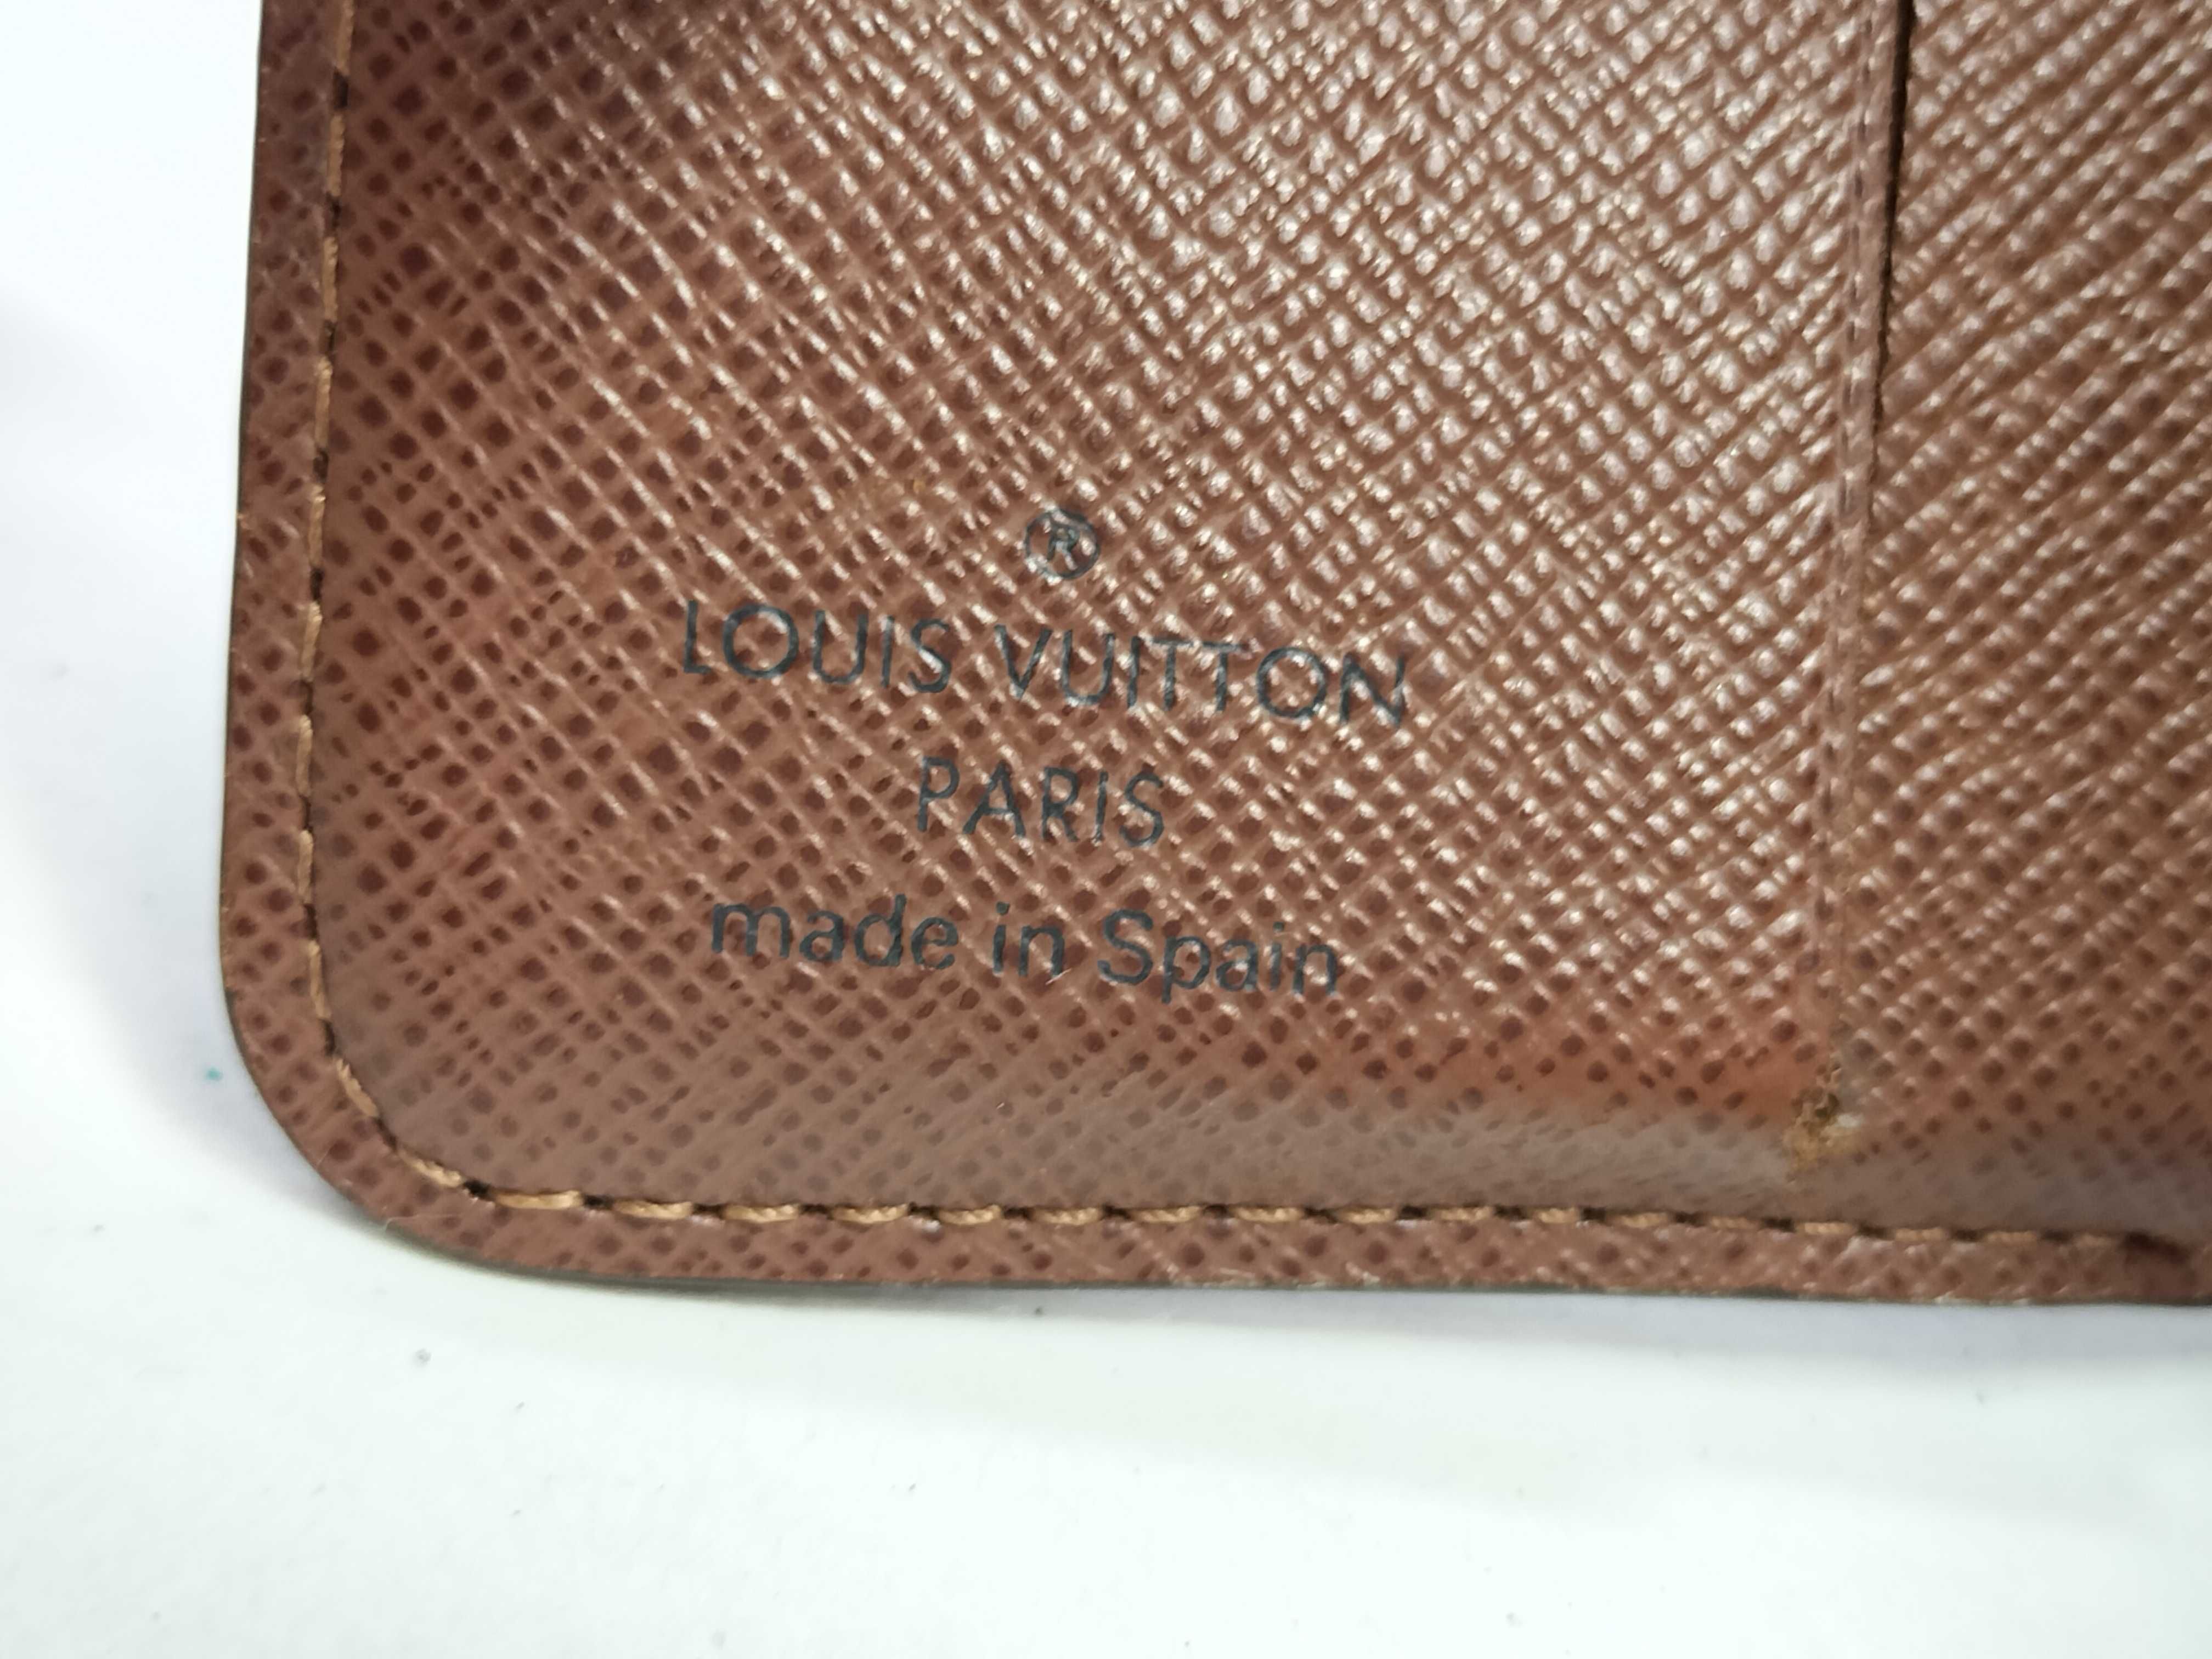 ®
LOUIS VUITTON
PARIS
made in Spain